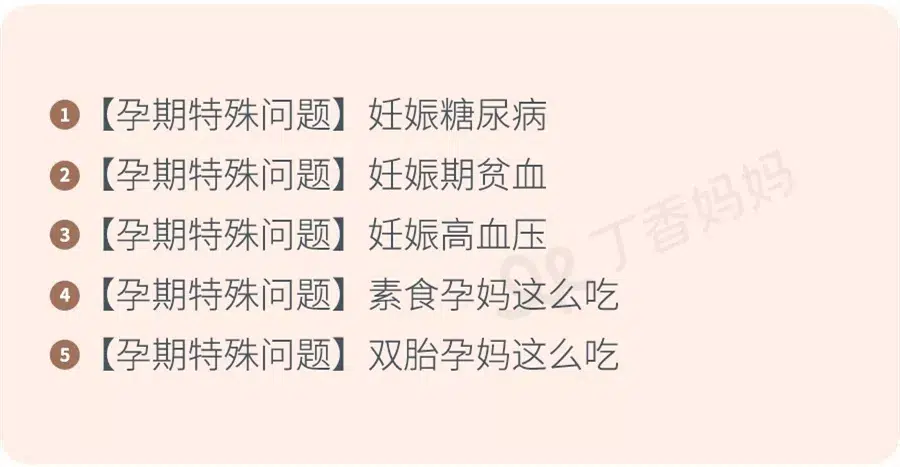 1【孕期特殊问题】妊娠糖尿病
2【孕期特殊问题】妊娠期贫血
3【孕期特殊问题】妊娠高血压
4【孕期特殊问题】素食孕妈这么吃
5【孕期特殊问题】双胎孕妈这么吃
丁香妈妈